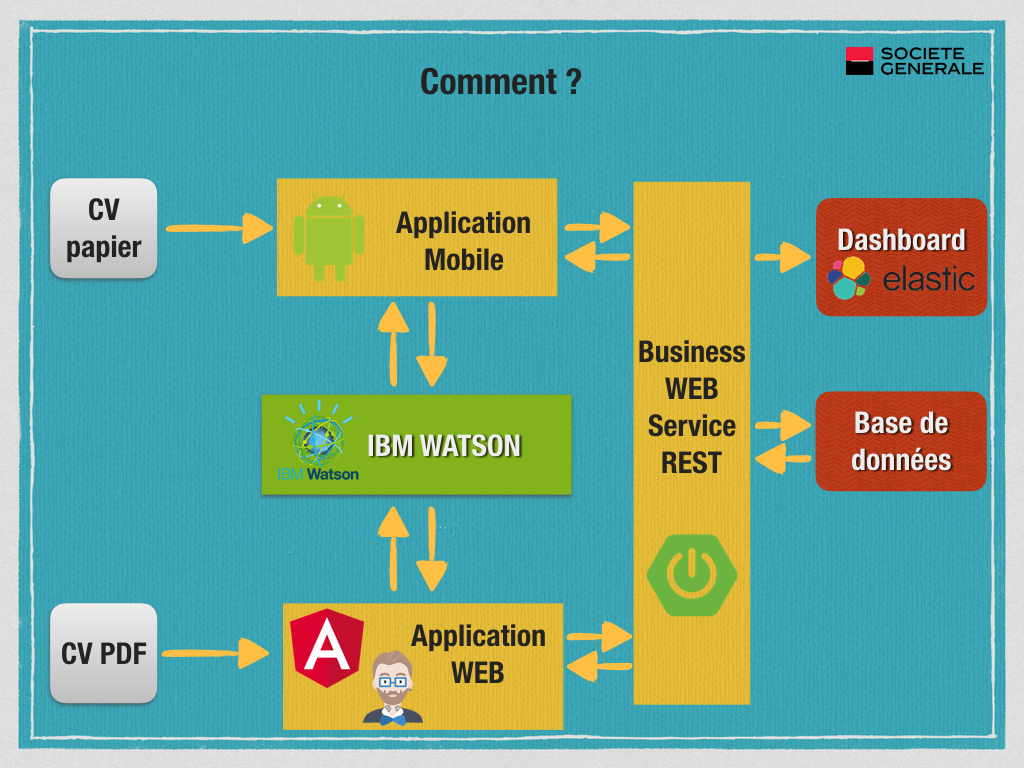 Comment ?
SOCIETE
GENERALE
CV
papier
Application
Mobile
Dashboard
elastic
Business
WEB
Service
REST
IBM Watson
IBM WATSON
Base de
données
CV PDF
A
Application
WEB